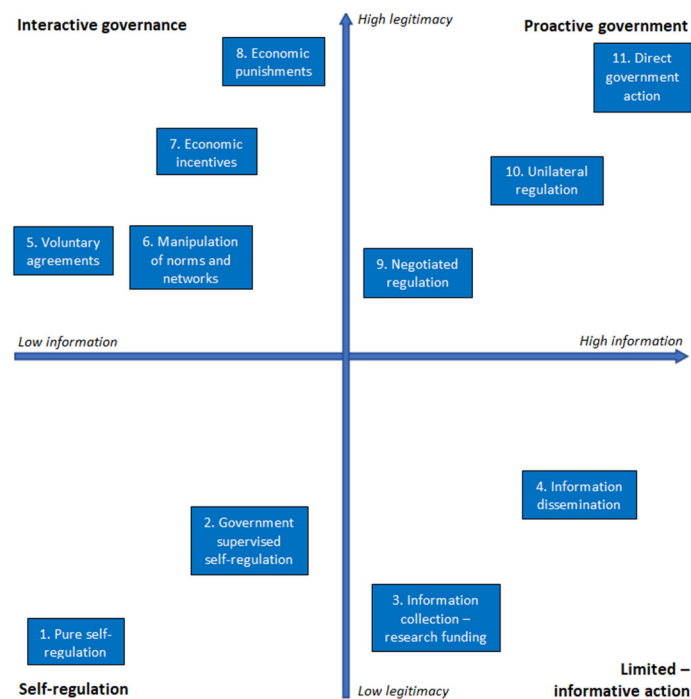 Interactive governance
High legitimacy
Proactive government
8. Economic
punishments
11. Direct
government
action
7. Economic
incentives
10. Unilateral
regulation
5. Voluntary
agreements
6. Manipulation
of norms and
networks
9. Negotiated
regulation
Low information
High information
4. Information
dissemination
2. Government
supervised
self-regulation
3. Information
collection –
research funding
1. Pure self-
regulation
Self-regulation
Low legitimacy
Limited –
informative action